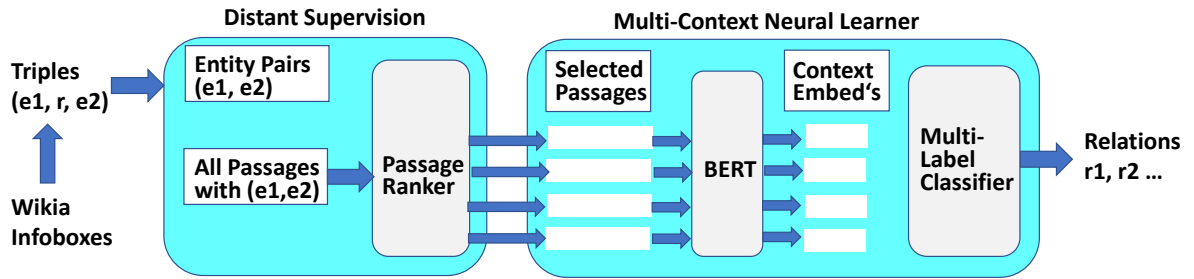 Distant Supervision
Multi-Context Neural Learner
Triples
(e1, r, e2)
Wikia
Infoboxes
Entity Pairs
(e1, e2)
All Passages
with (e1,e2)
Passage
Ranker
Selected
Passages
BERT
Context
Embed‘s
Multi-
Label
Classifier
Relations
r1, r2 ...